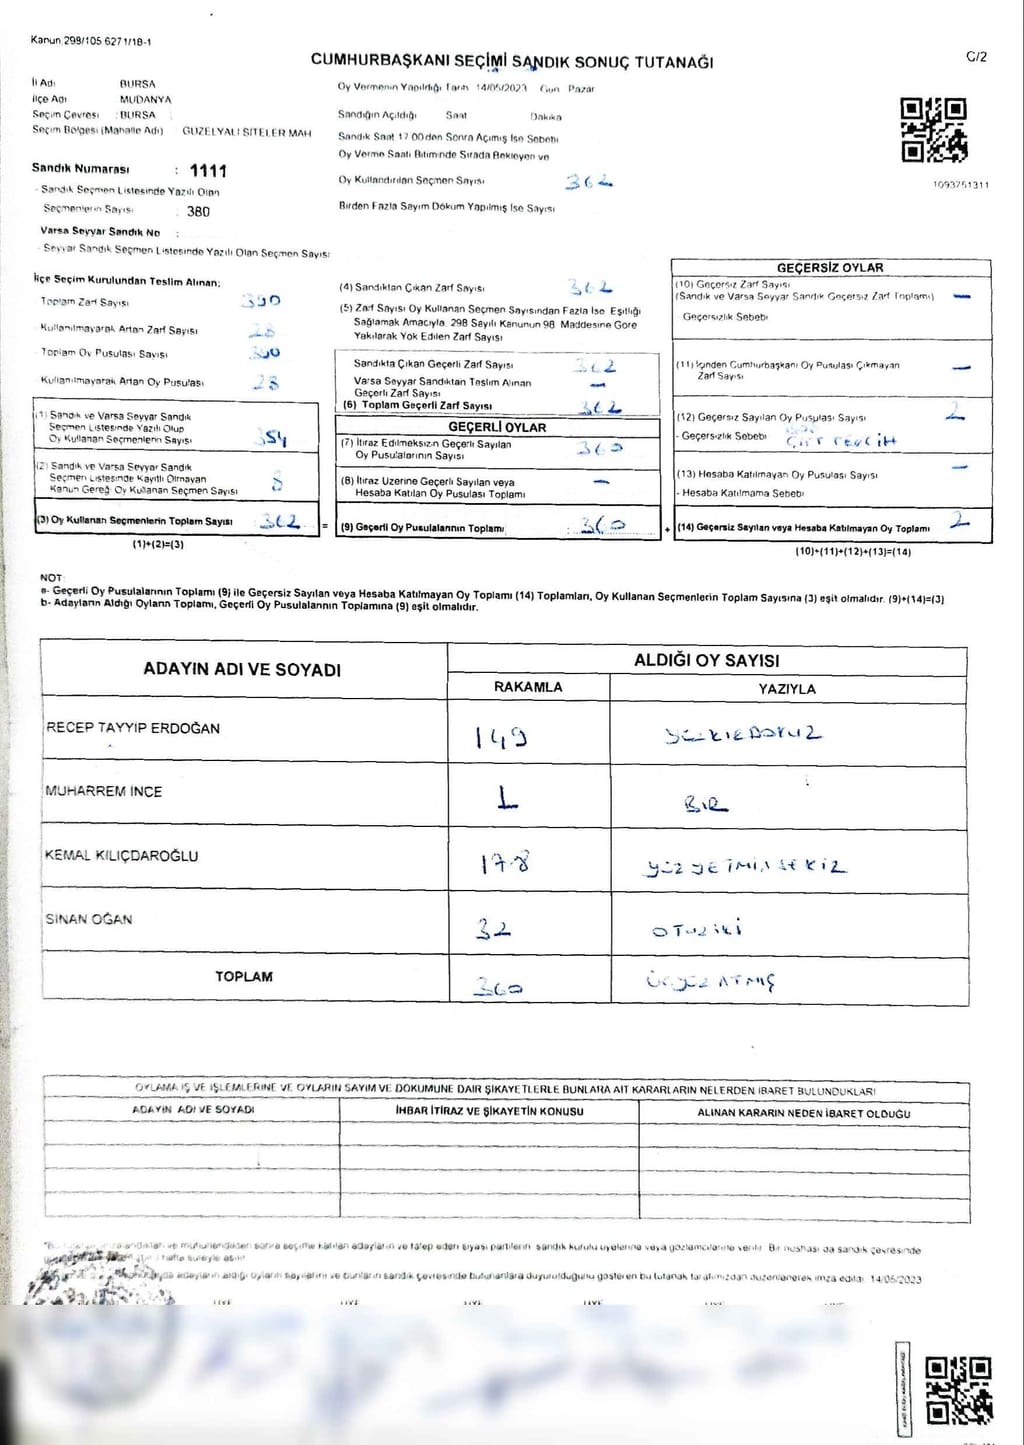 Kanun 298/105 6271/18-1
CUMHURBAŞKANI SEÇİMİ SANDIK SONUÇ TUTANAĞI
C/2
İl Adı BURSA
İlçe Adı MUDANYA
Seçim Çevresi : BURSA
Seçim Bölgesi (Mahalle Adı) GÜZELYALI SİTELER MAH
Sandık Numarası : 1111
- Sandık Seçmen Listesinde Yazılı Olan
Seçmenlerin Sayısı : 380
Varsa Seyyar Sandık No :
- Seyyar Sandık Seçmen Listesinde Yazılı Olan Seçmen Sayısı
Oy Vermenin Yapıldığı Tarih 14/05/2023 Gün Pazar
Sandığın Açıldığı Saat Dakika
Sandık Saat 17.00'den Sonra Açımış İse Sebebi
Oy Verme Saati Bitiminde Sırada Bekleyen ve
Oy Kullandırılan Seçmen Sayısı 362
Birden Fazla Sayım Döküm Yapılmış İse Sayısı
1093751311
İlçe Seçim Kurulundan Teslim Alınan;
Toplam Zarf Sayısı 390
Kullanılmayarak Artan Zarf Sayısı 28
Toplam Oy Pusulası Sayısı 390
Kullanılmayarak Artan Oy Pusulası 28
(1) Sandık ve Varsa Seyyar Sandık
Seçmen Listesinde Yazılı Olup
Oy Kullanan Seçmenlerin Sayısı 354
(2) Sandık ve Varsa Seyyar Sandık
Seçmen Listesinde Kayıtlı Olmayan
Kanun Gereği Oy Kullanan Seçmen Sayısı 8
(3) Oy Kullanan Seçmenlerin Toplam Sayısı : 362 =
(1)+(2)=(3)
(4) Sandıktan Çıkan Zarf Sayısı 362
(5) Zarf Sayısı Oy Kullanan Seçmen Sayısından Fazla İse Eşitliği
Sağlamak Amacıyla 298 Sayılı Kanunun 98. Maddesine Göre
Yakılarak Yok Edilen Zarf Sayısı
Sandıkta Çıkan Geçerli Zarf Sayısı 362
Varsa Seyyar Sandıktan Teslim Alınan
Geçerli Zarf Sayısı –
(6) Toplam Geçerli Zarf Sayısı 362
GEÇERLİ OYLAR
(7) İtiraz Edilmeksizin Geçerli Sayılan
Oy Pusulalarının Sayısı 360
(8) İtiraz Üzerine Geçerli Sayılan veya
Hesaba Katılan Oy Pusulası Toplamı –
(9) Geçerli Oy Pusulalarının Toplamı : 360 +
GEÇERSİZ OYLAR
(10) Geçersiz Zarf Sayısı
(Sandık ve Varsa Seyyar Sandık Geçersiz Zarf Toplamı) –
Geçersizlik Sebebi
(11) İçinden Cumhurbaşkanı Oy Pusulası Çıkmayan
Zarf Sayısı –
(12) Geçersiz Sayılan Oy Pusulası Sayısı 2
- Geçersizlik Sebebi ÇİFT TERCİH
(13) Hesaba Katılmayan Oy Pusulası Sayısı –
- Hesaba Katılmama Sebebi
(14) Geçersiz Sayılan veya Hesaba Katılmayan Oy Toplamı 2
(10)+(11)+(12)+(13)=(14)
NOT:
a- Geçerli Oy Pusulalarının Toplamı (9) ile Geçersiz Sayılan veya Hesaba Katılmayan Oy Toplamı (14) Toplamları, Oy Kullanan Seçmenlerin Toplam Sayısına (3) eşit olmalıdır. (9)+(14)=(3)
b- Adayların Aldığı Oyların Toplamı, Geçerli Oy Pusulalarının Toplamına (9) eşit olmalıdır.
ADAYIN ADI VE SOYADI
ALDIĞI OY SAYISI
RAKAMLA YAZIYLA
RECEP TAYYİP ERDOĞAN 149
MUHARREM İNCE 1 BİR
KEMAL KILIÇDAROĞLU 178 YÜZYETMİŞSEKİZ
SİNAN OĞAN 32 OTUZİKİ
TOPLAM 360 ÜÇYÜZATMIŞ
OYLAMA İŞ VE İŞLEMLERİNE VE OYLARIN SAYIM VE DÖKÜMÜNE DAİR ŞİKAYETLERLE BUNLARA AİT KARARLARIN NELERDEN İBARET BULUNDUKLARI
ADAYIN ADI VE SOYADI İHBAR İTİRAZ VE ŞİKAYETİN KONUSU ALINAN KARARIN NEDEN İBARET OLDUĞU
sonra seçime katılan adayların ve talep eden siyasi partilerin sandık kurulu üyelerine veya gözlemcilerine verilir. Bir nüshası da sandık çevresinde
1 hafta süreyle asılır
adayların aldığı oyların sayılarını ve bunların sandık çevresinde bulunanlara duyurulduğunu gösteren bu tutanak tarafımızdan düzenlenerek imza edildi. 14/05/2023